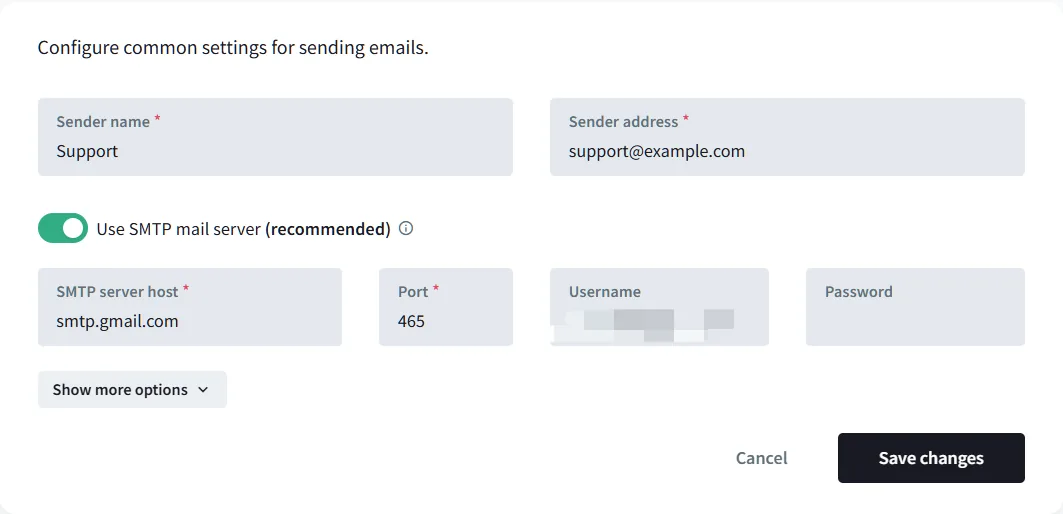 Configure common settings for sending emails.
Sender name *
Support
Sender address *
support@example.com
Use SMTP mail server (recommended)
SMTP server host *
smtp.gmail.com
Port *
465
Username
Password
Show more options
Cancel
Save changes